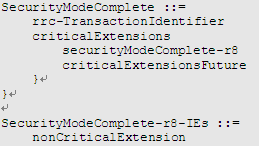 SecurityModeComplete ::=
rrc-TransactionIdentifier
criticalExtensions
securityModeComplete-r8
criticalExtensionsFuture
}
}
SecurityModeComplete-r8-IEs ::=
nonCriticalExtension